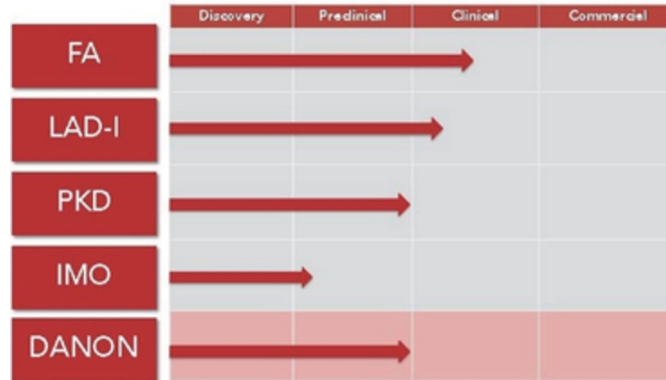 Discovery Preclinical Clinical Commercial
FA
LAD-I
PKD
IMO
DANON